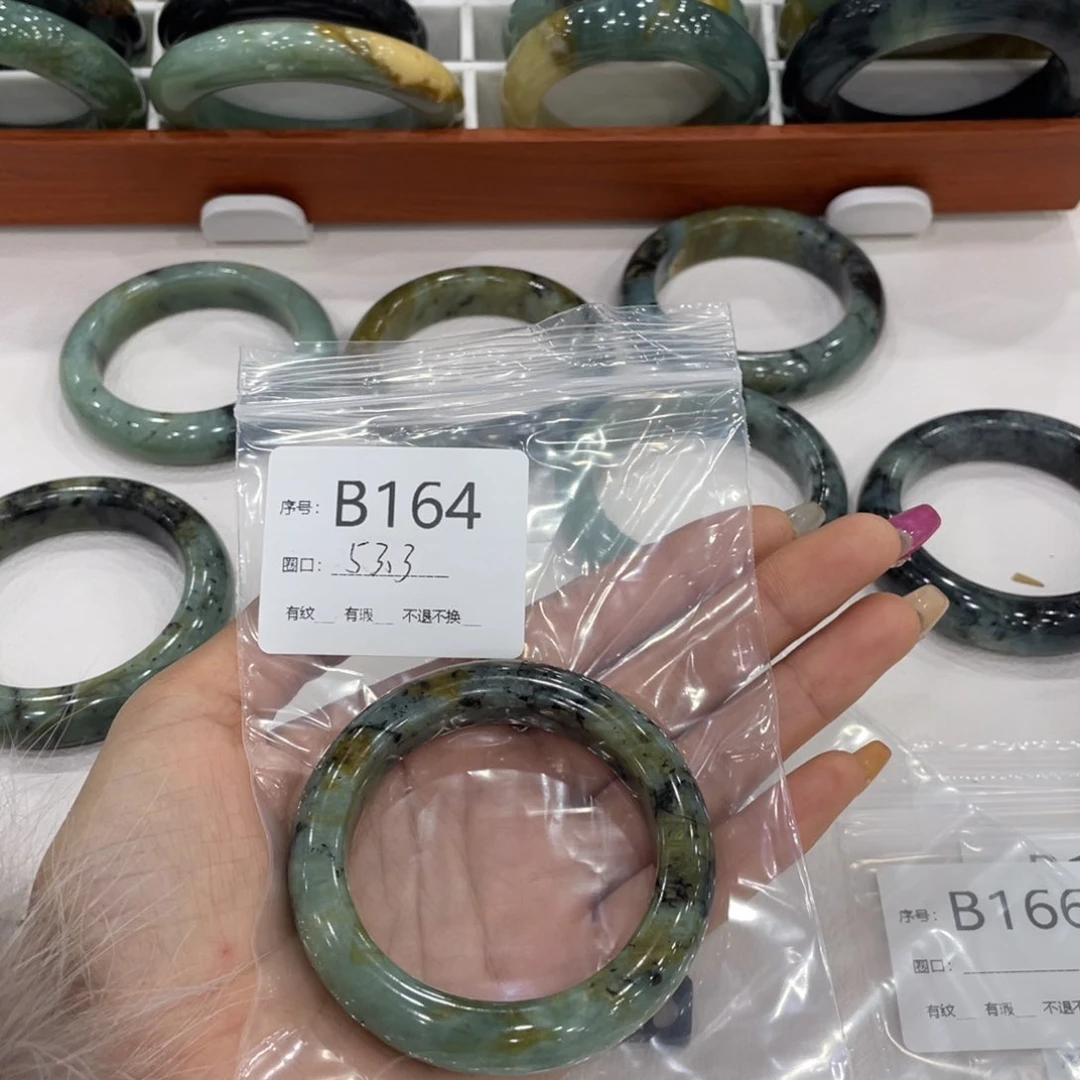 序号: B164
圈口: 53.3
有纹__ 有瑕__ 不退不换__
序号: B166
圈口:
有纹__ 有瑕__ 不退不